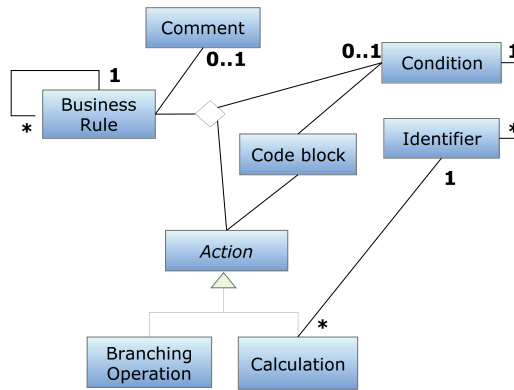 Comment
0..1
0..1
Condition
1
1
Business
Rule
*
Code block
Identifier
*
1
Action
*
Branching
Operation
Calculation